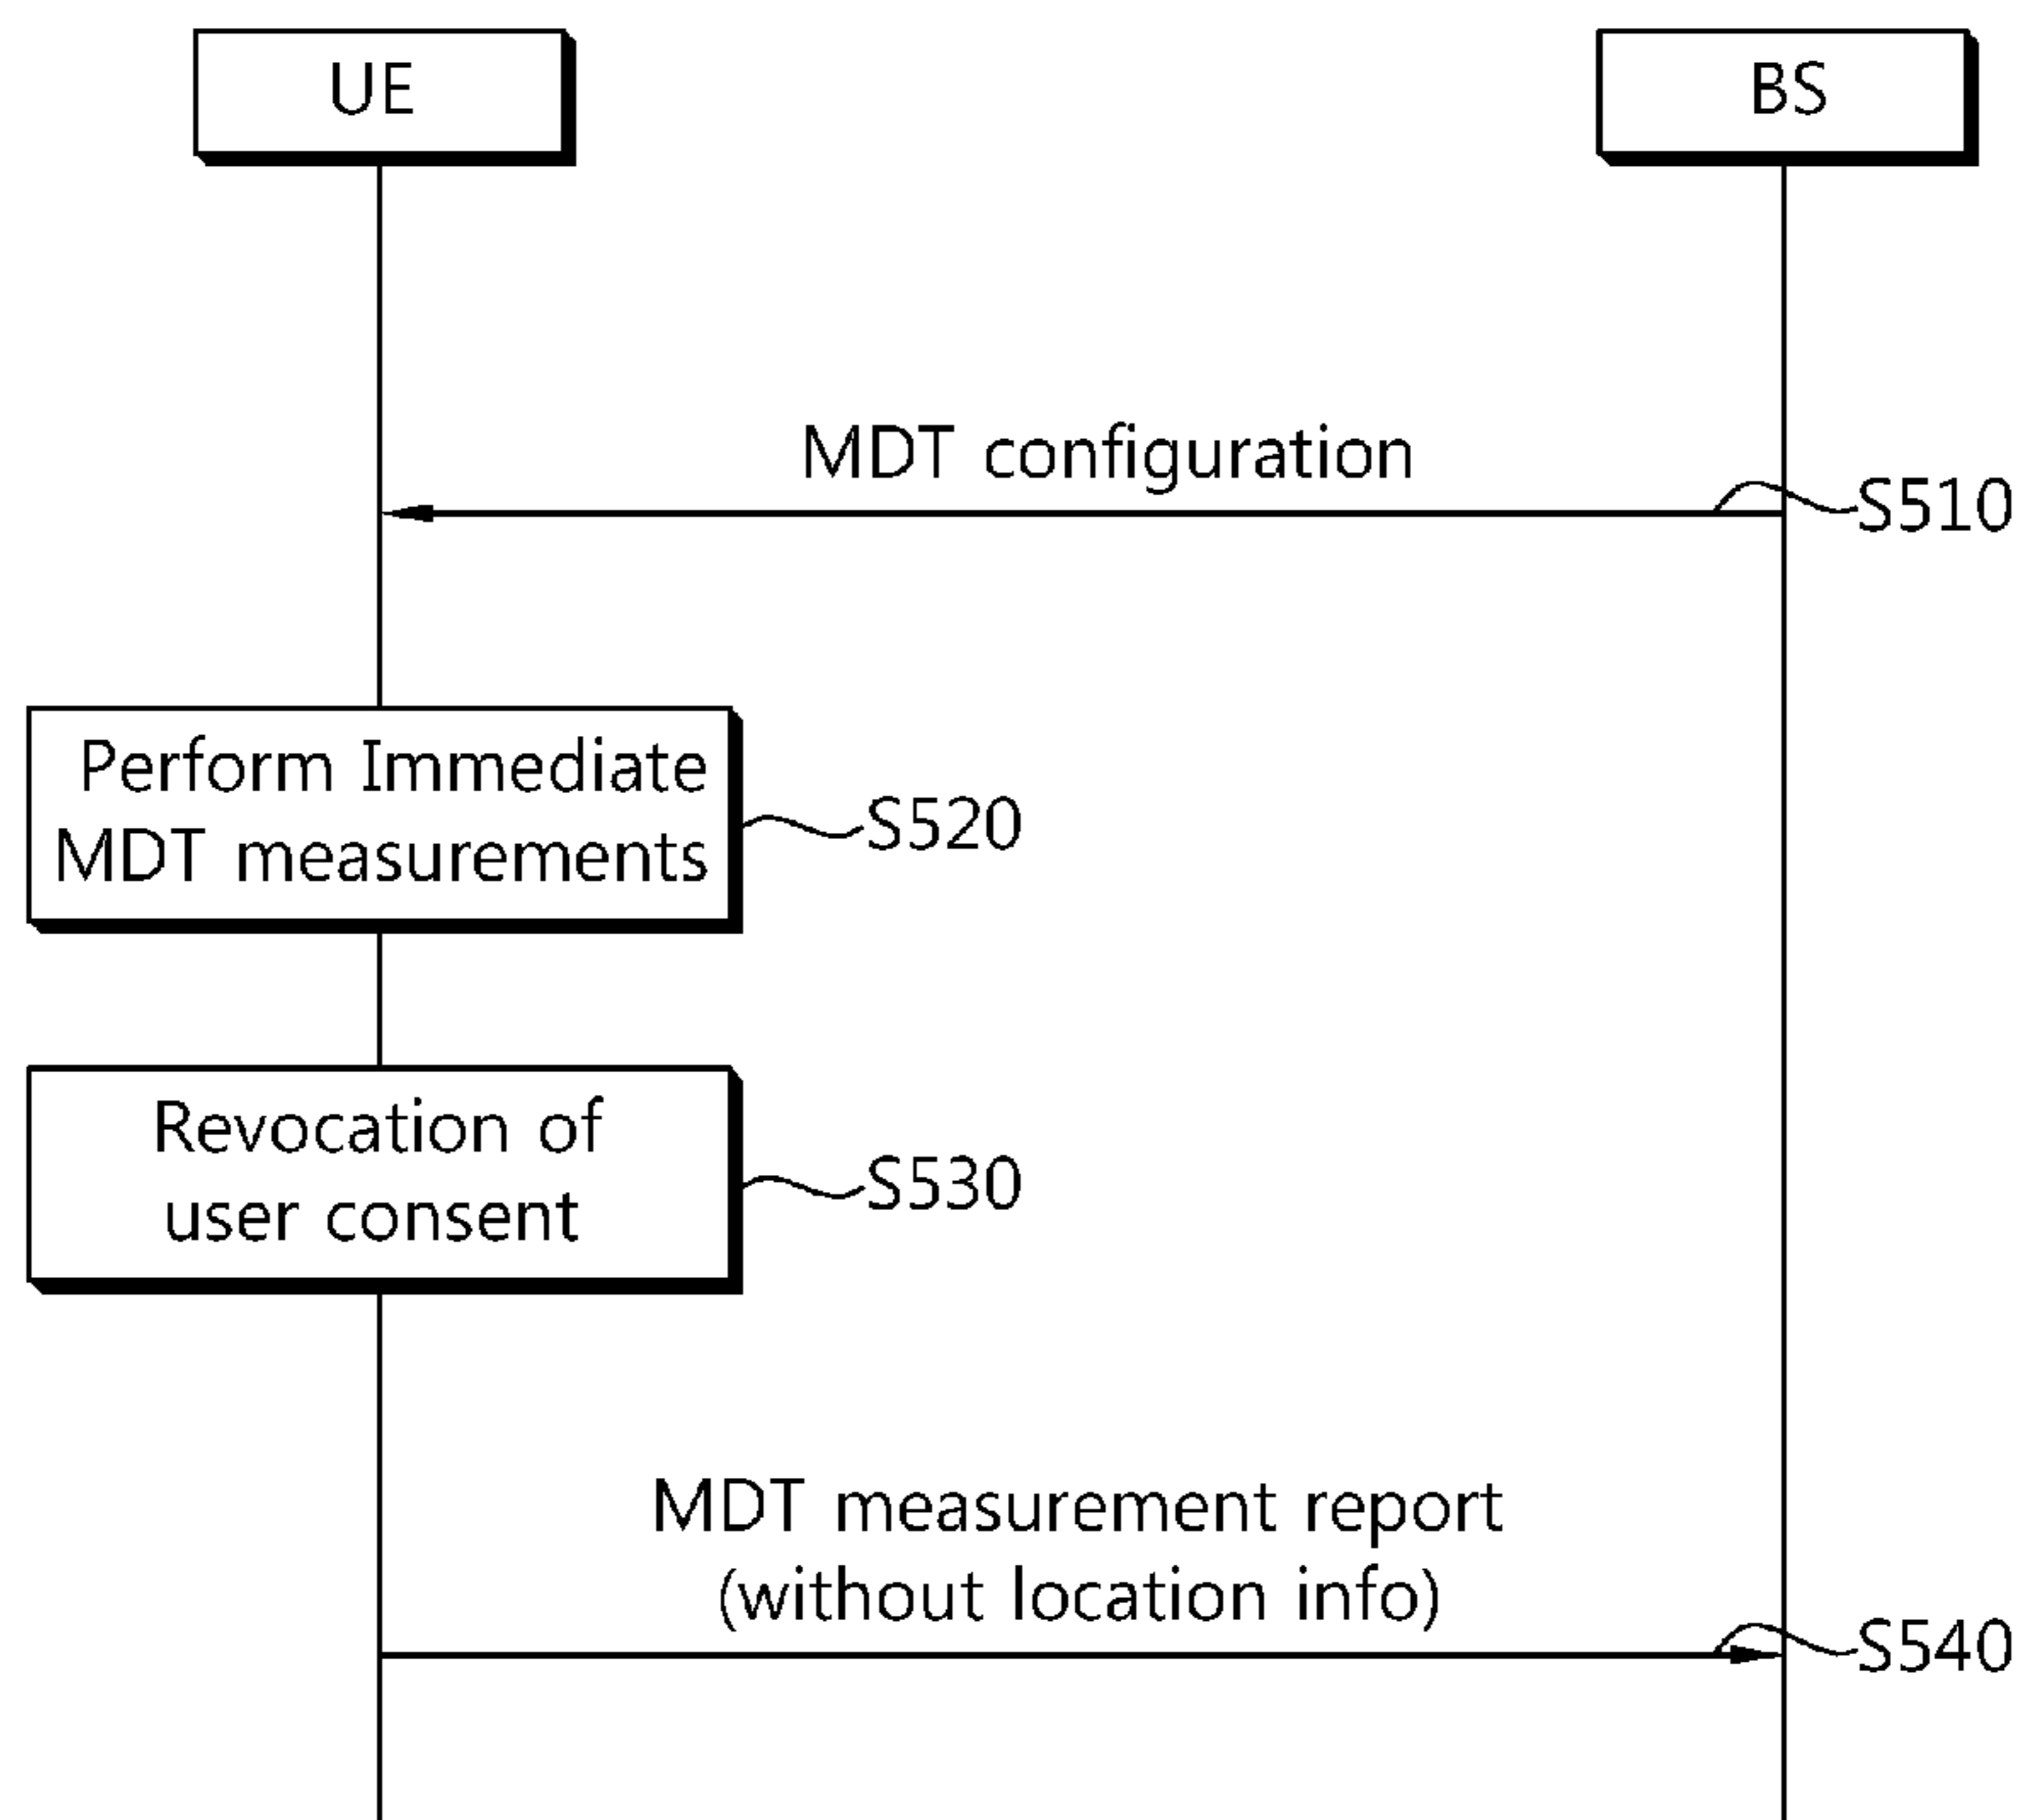 UE
BS
MDT configuration
S510
Perform Immediate
MDT measurements
S520
Revocation of
user consent
S530
MDT measurement report
(without location info)
S540